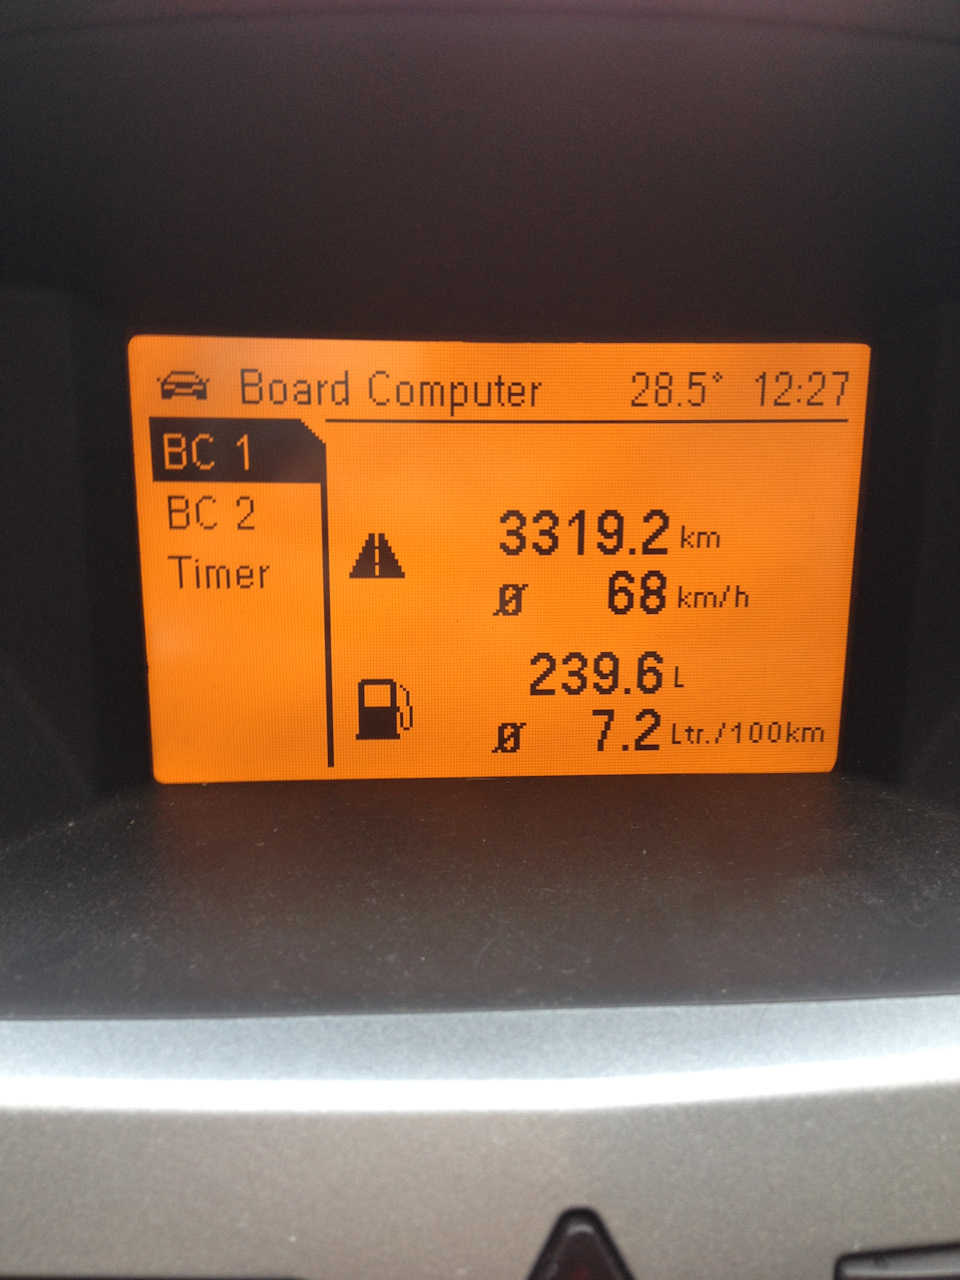 Board Computer 28.5° 12:27
BC 1
BC 2
Timer
3319.2 km
Ø 68 km/h
239.6 L
Ø 7.2 Ltr./100km